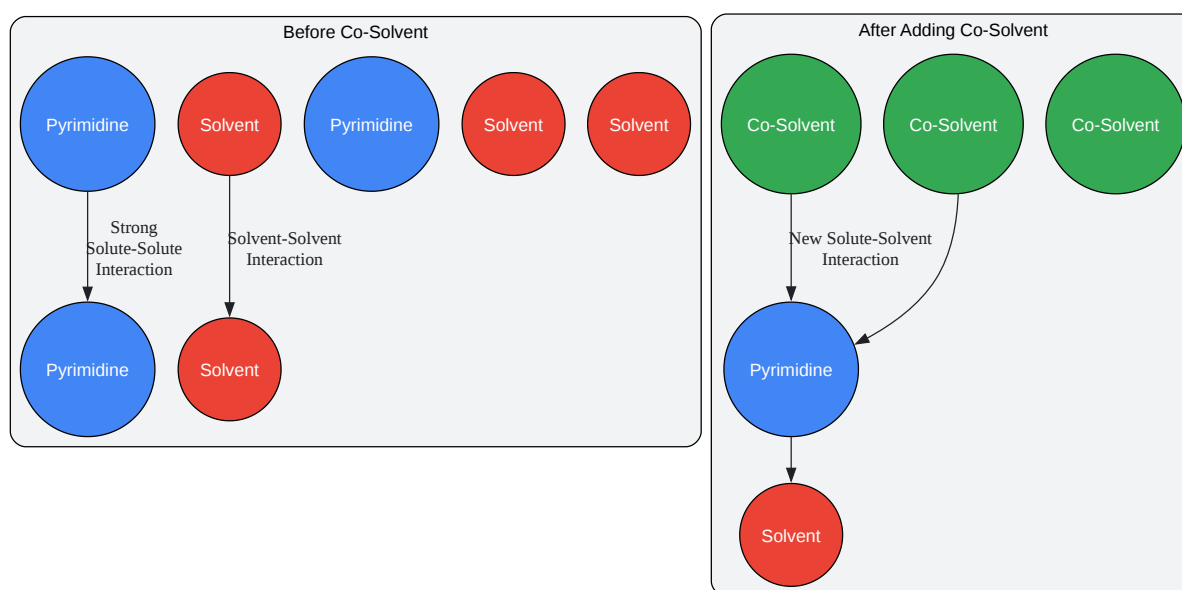 Before Co-Solvent
Pyrimidine
Solvent
Pyrimidine
Solvent
Solvent
Strong
Solute-Solute
Interaction
Solvent-Solvent
Interaction
Pyrimidine
Solvent
After Adding Co-Solvent
Co-Solvent
Co-Solvent
Co-Solvent
New Solute-Solvent
Interaction
Pyrimidine
Solvent